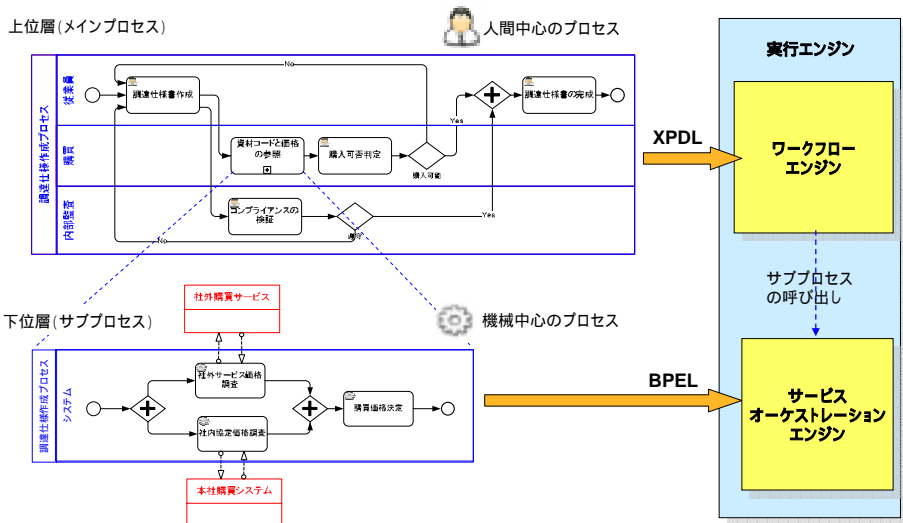 上位層(メインプロセス)
人間中心のプロセス
実行エンジン
調達仕様作成プロセス
従業員
No
調達仕様書作成
調達仕様書の完成
Yes
購買
資材コードと価格
の参照
購入可否判定
購入可能
内部監査
コンプライアンスの
検証
遵守
Yes
No
XPDL
ワークフロー
エンジン
サブプロセス
の呼び出し
社外購買サービス
下位層(サブプロセス)
機械中心のプロセス
調達仕様作成プロセス
システム
社外サービス価格
調査
購買価格決定
社内協定価格調査
本社購買システム
BPEL
サービス
オーケストレーション
エンジン